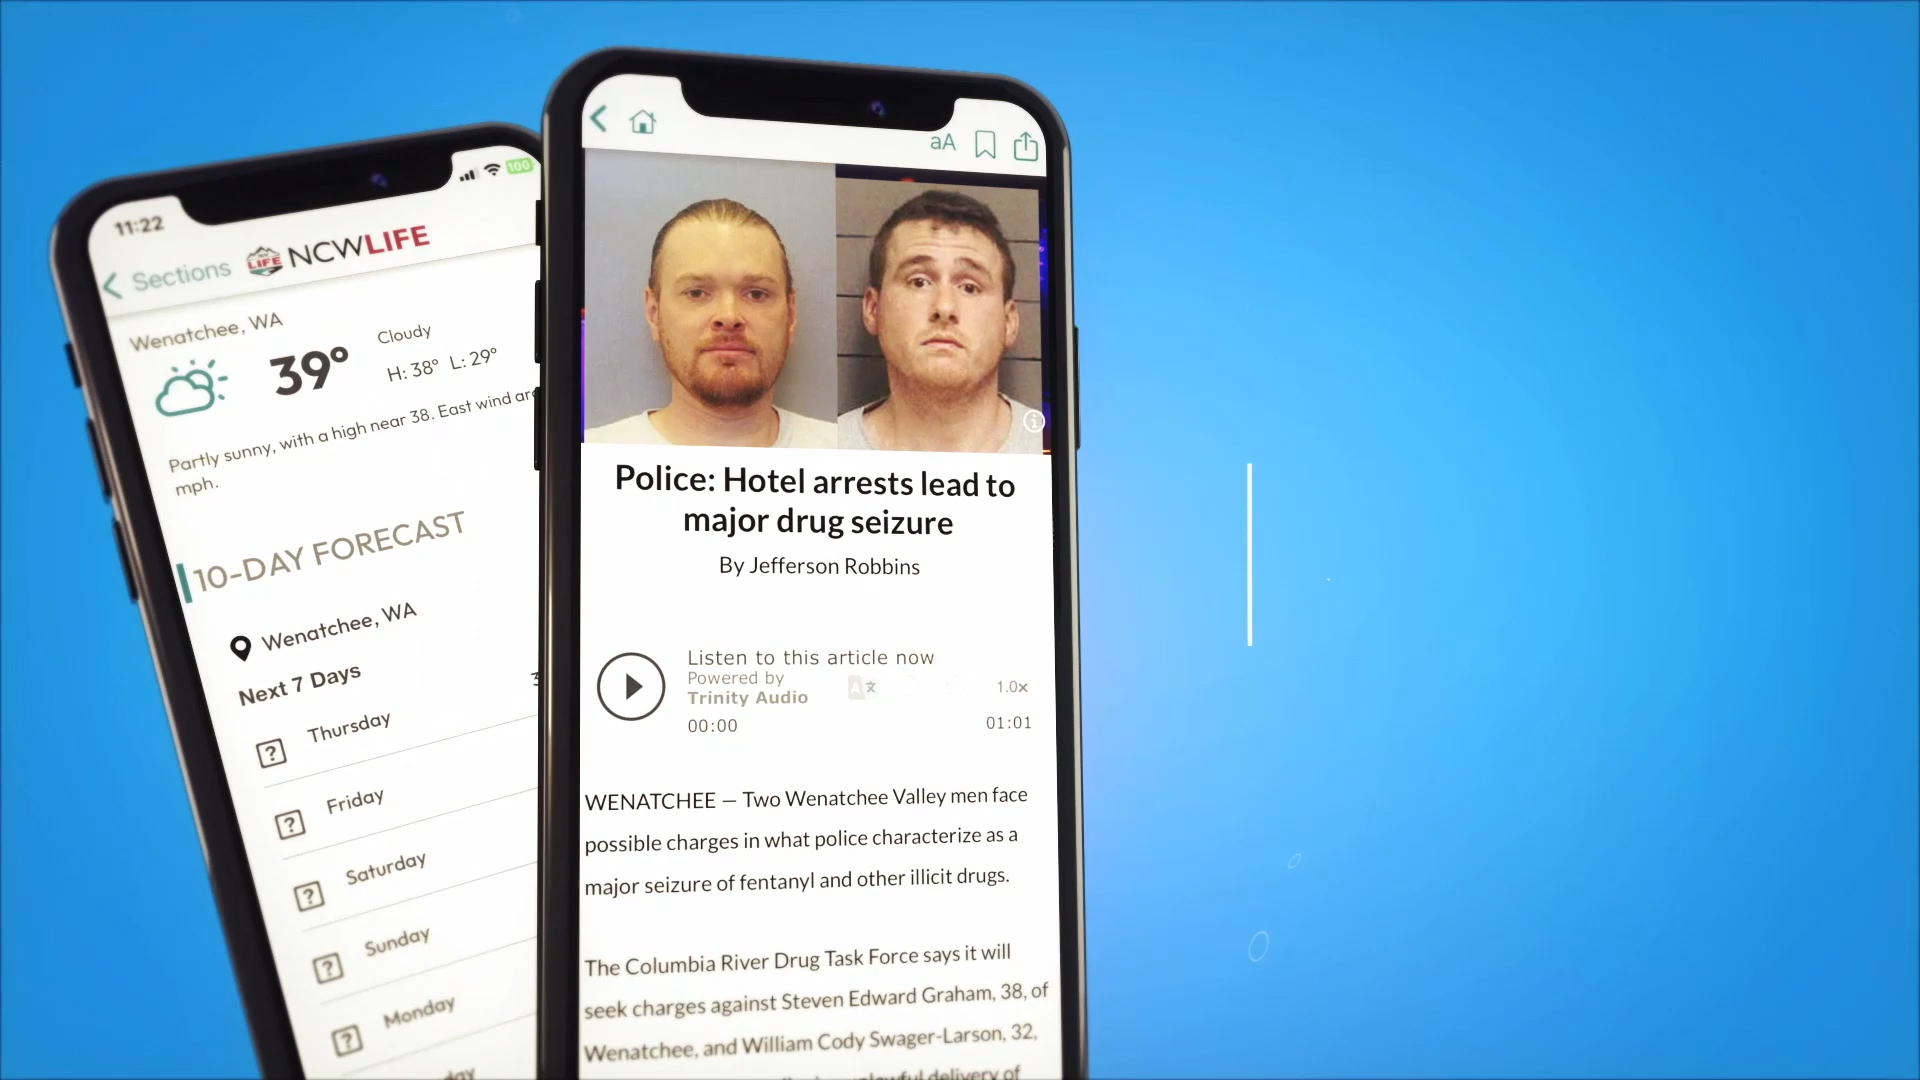 11:22
100
Sections
LIFE
NCWLIFE
Wenatchee, WA
39°
Cloudy
H: 38° L: 29°
Partly sunny, with a high near 38. East wind
mph.
10-DAY FORECAST
Wenatchee, WA
Next 7 Days
Thursday
Friday
Saturday
Sunday
Monday
aA
Police: Hotel arrests lead to
major drug seizure
By Jefferson Robbins
Listen to this article now
Powered by
Trinity Audio
1.0x
00:00
01:01
WENATCHEE — Two Wenatchee Valley men face
possible charges in what police characterize as a
major seizure of fentanyl and other illicit drugs.
The Columbia River Drug Task Force says it will
seek charges against Steven Edward Graham, 38, of
Wenatchee, and William Cody Swager-Larson, 32,
delivery of